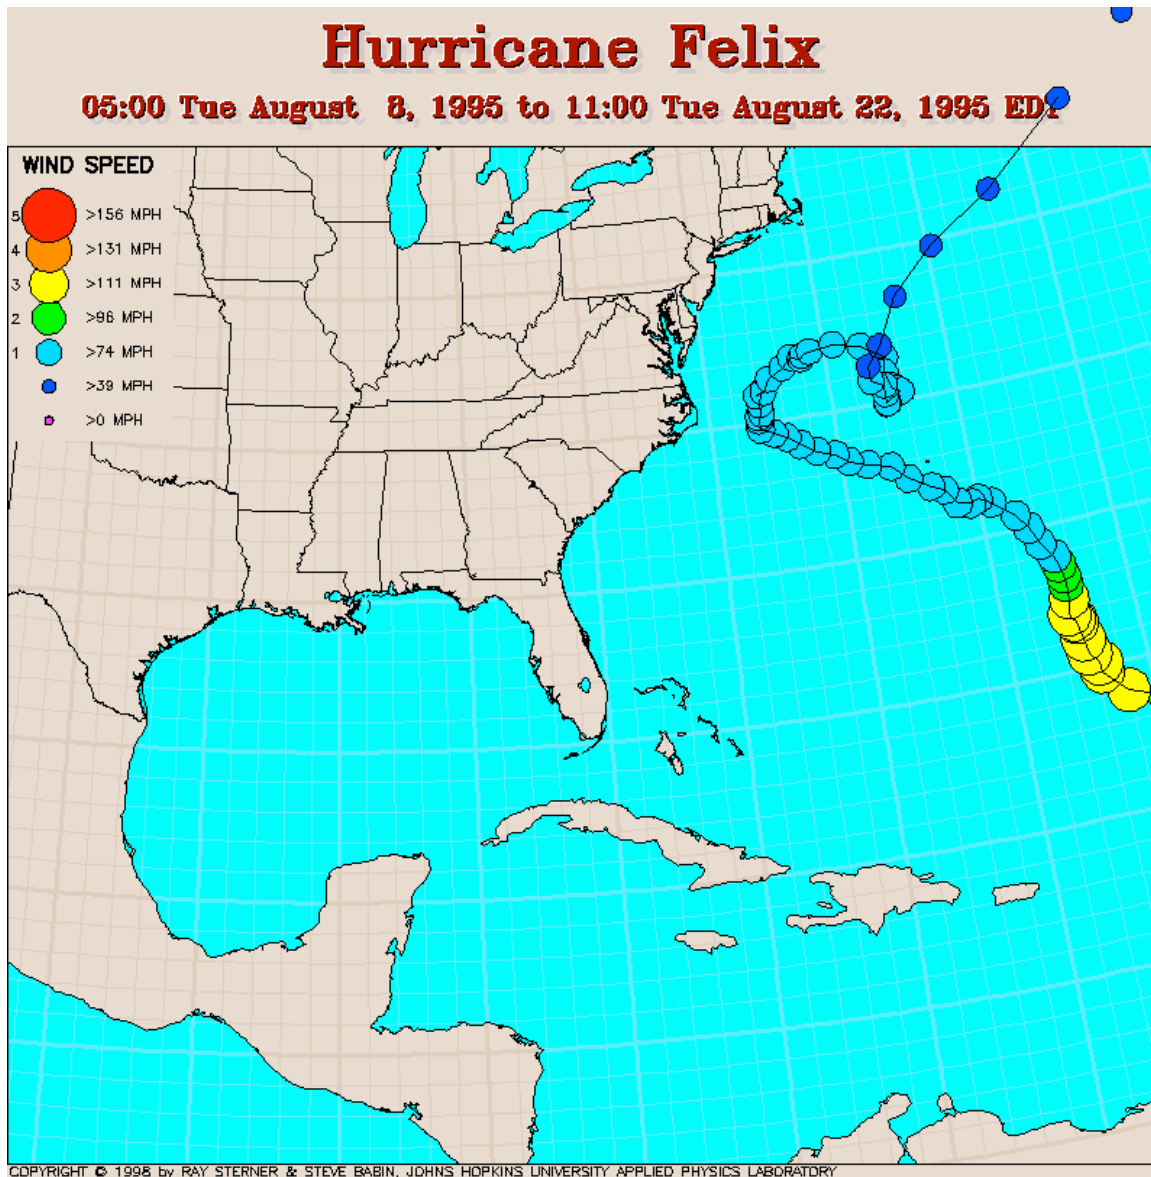 Hurricane Felix
05:00 Tue August  8, 1995 to 11:00 Tue August 22, 1995 EDT
WIND SPEED
5 >156 MPH
4 >131 MPH
3 >111 MPH
2 >96 MPH
1 >74 MPH
>39 MPH
>0 MPH
COPYRIGHT © 1998 by RAY STERNER & STEVE BABIN, JOHNS HOPKINS UNIVERSITY APPLIED PHYSICS LABORATORY